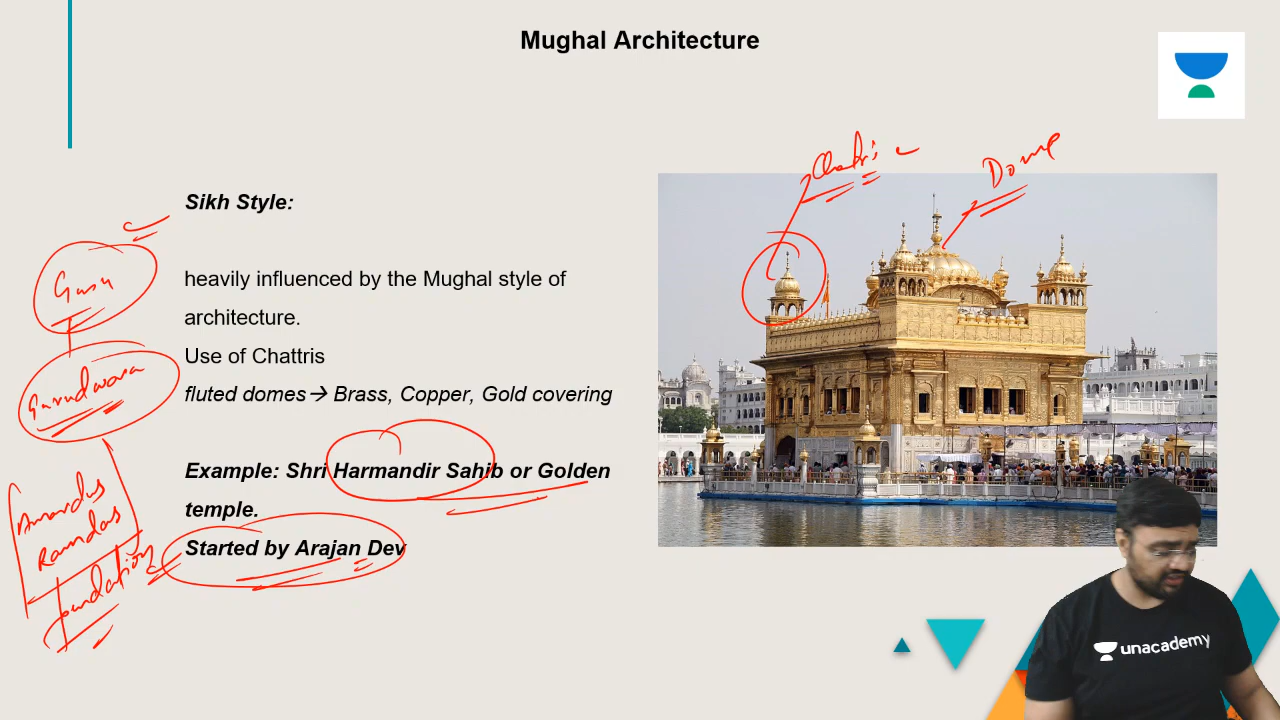 Mughal Architecture
Sikh Style:
heavily influenced by the Mughal style of
architecture.
Use of Chattris
fluted domes→ Brass, Copper, Gold covering
Example: Shri Harmandir Sahib or Golden
temple.
Started by Arajan Dev
Guru
Gurudwara
Amardas
Ramdas
foundation
Chatri
Dome
unacademy